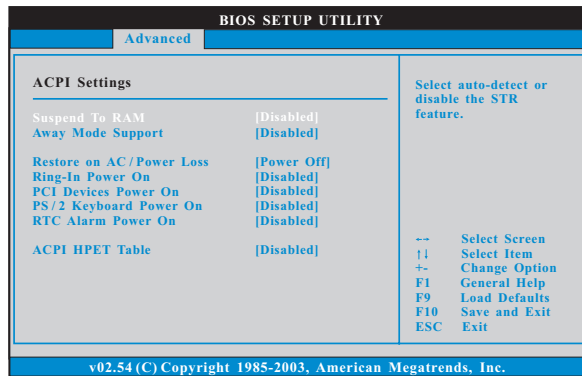 BIOS SETUP UTILITY
Advanced
ACPI Settings
Suspend To RAM [Disabled]
Away Mode Support [Disabled]
Restore on AC / Power Loss [Power Off]
Ring-In Power On [Disabled]
PCI Devices Power On [Disabled]
PS / 2 Keyboard Power On [Disabled]
RTC Alarm Power On [Disabled]
ACPI HPET Table [Disabled]
Select auto-detect or
disable the STR
feature.
←→ Select Screen
↑↓ Select Item
+- Change Option
F1 General Help
F9 Load Defaults
F10 Save and Exit
ESC Exit
v02.54 (C) Copyright 1985-2003, American Megatrends, Inc.